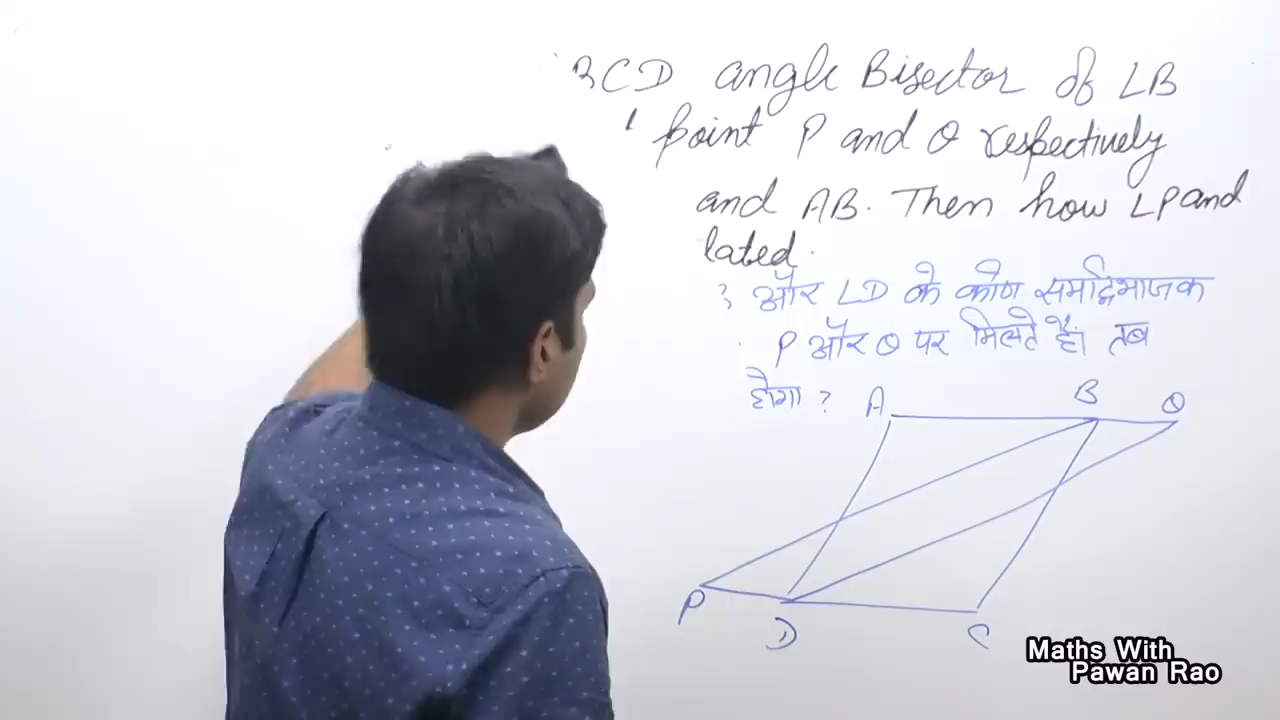 BCD angle Bisector of ∠B
point P and Q respectively
and AB. Then how ∠P and
lated.
और ∠D के कोण समद्विभाजक
P और Q पर मिलते हैं। तब
होगा ?
A B Q
P D C
Maths With
Pawan Rao